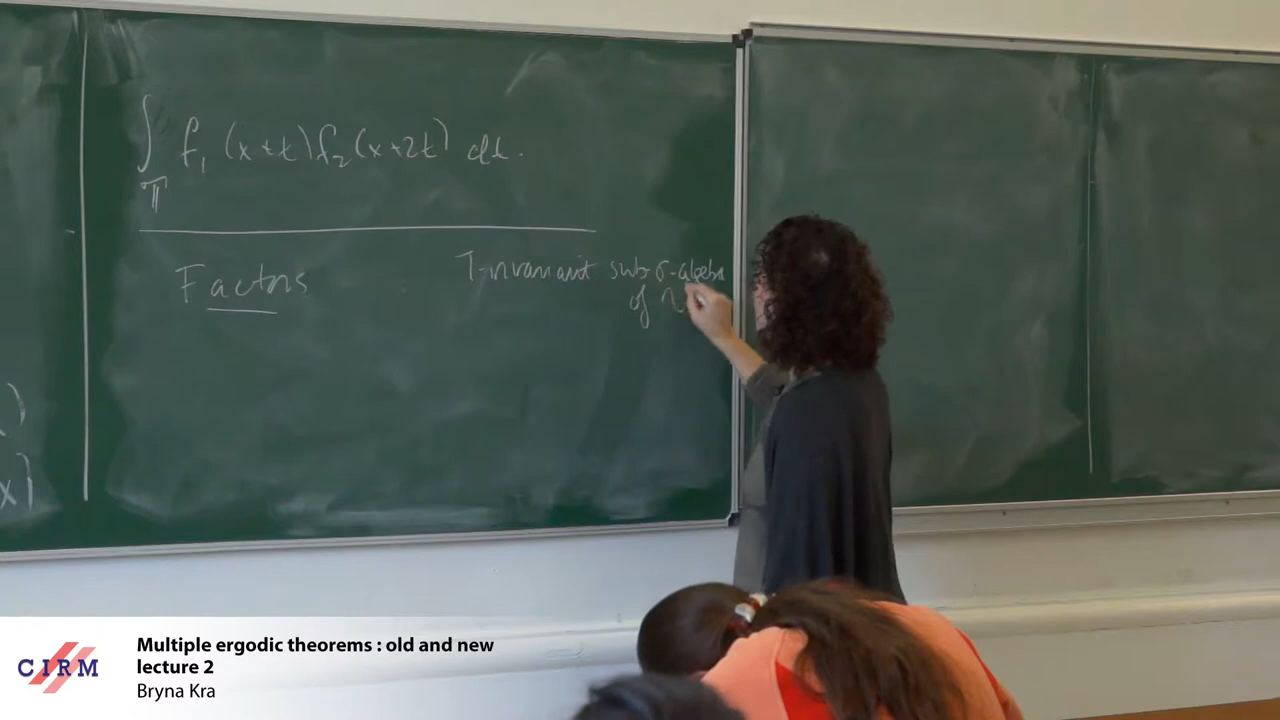 ∫_𝕋 f₁(x+t) f₂(x+2t) dt.
Factors
T-invariant sub-σ-algebra
of
)
x)
CIRM
Multiple ergodic theorems : old and new
lecture 2
Bryna Kra